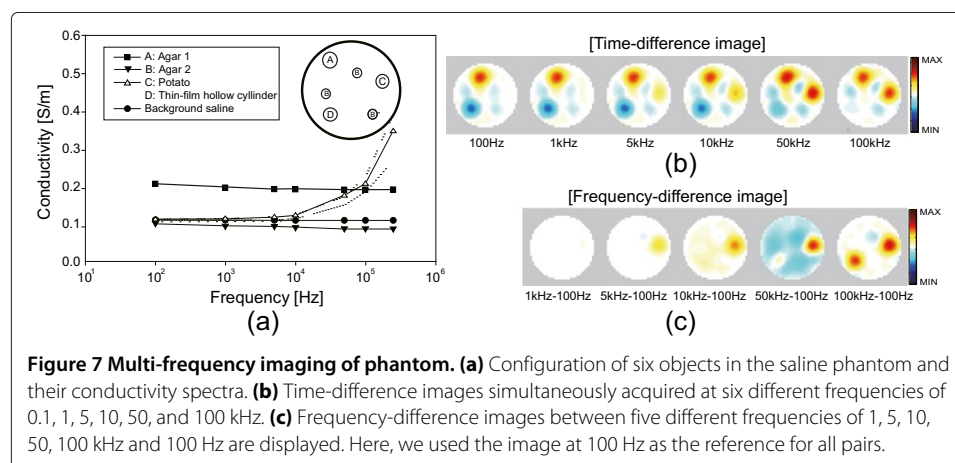 0.6
0.5
0.4
0.3
0.2
0.1
0.0
Conductivity [S/m]
A: Agar 1
B: Agar 2
C: Potato
D: Thin-film hollow cyllinder
Background saline
A
B
C
B
D
B
10¹ 10² 10³ 10⁴ 10⁵ 10⁶
Frequency [Hz]
(a)
[Time-difference image]
MAX
MIN
100Hz 1kHz 5kHz 10kHz 50kHz 100kHz
(b)
[Frequency-difference image]
MAX
MIN
1kHz-100Hz 5kHz-100Hz 10kHz-100Hz 50kHz-100Hz 100kHz-100Hz
(c)
Figure 7 Multi-frequency imaging of phantom. (a) Configuration of six objects in the saline phantom and
their conductivity spectra. (b) Time-difference images simultaneously acquired at six different frequencies of
0.1, 1, 5, 10, 50, and 100 kHz. (c) Frequency-difference images between five different frequencies of 1, 5, 10,
50, 100 kHz and 100 Hz are displayed. Here, we used the image at 100 Hz as the reference for all pairs.